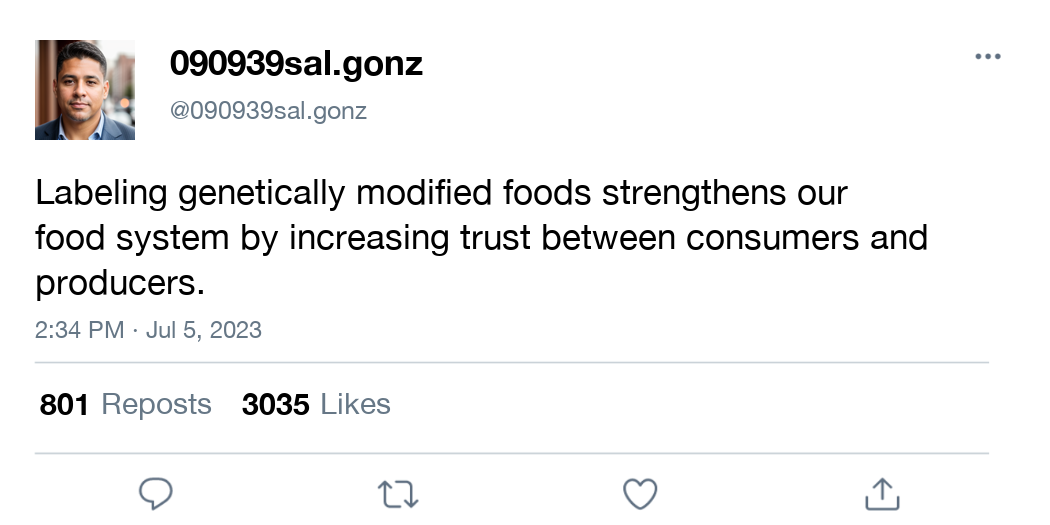 090939sal.gonz
@090939sal.gonz
Labeling genetically modified foods strengthens our
food system by increasing trust between consumers and
producers.
2:34 PM · Jul 5, 2023
801 Reposts 3035 Likes